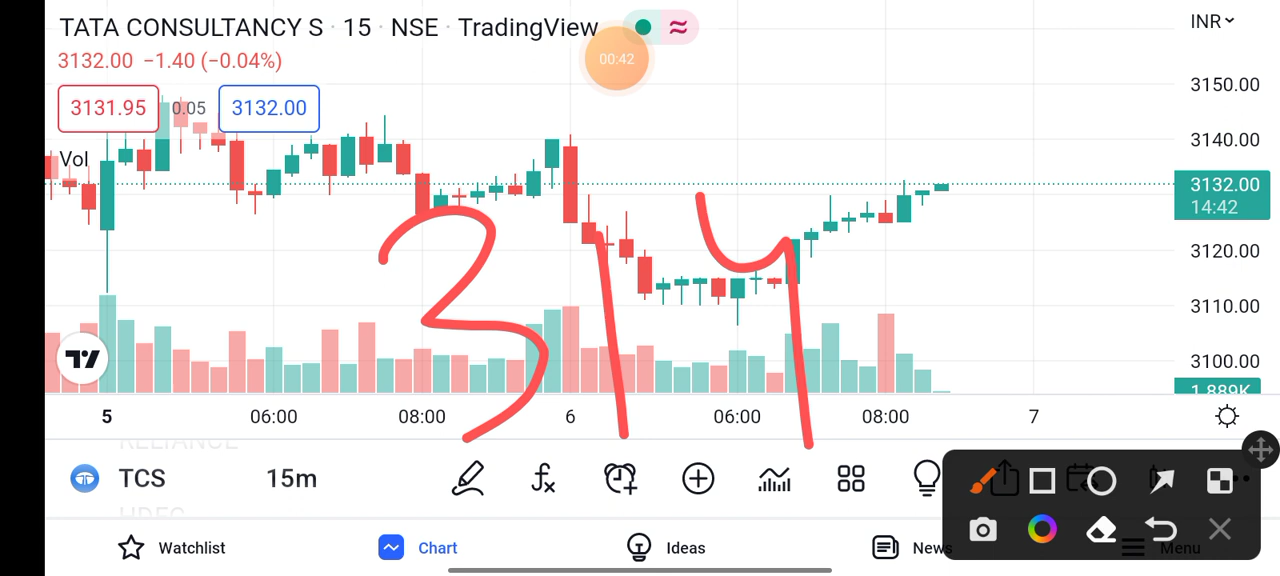 TATA CONSULTANCY S · 15 · NSE · TradingView
INR
00:42
3132.00 −1.40 (−0.04%)
3131.95 0.05 3132.00
Vol
3150.00
3140.00
3132.00
14:42
3120.00
3110.00
3100.00
1.889K
314
5 06:00 08:00 6 06:00 08:00 7
RELIANCE
TCS 15m
HDFC
Watchlist Chart Ideas News Menu